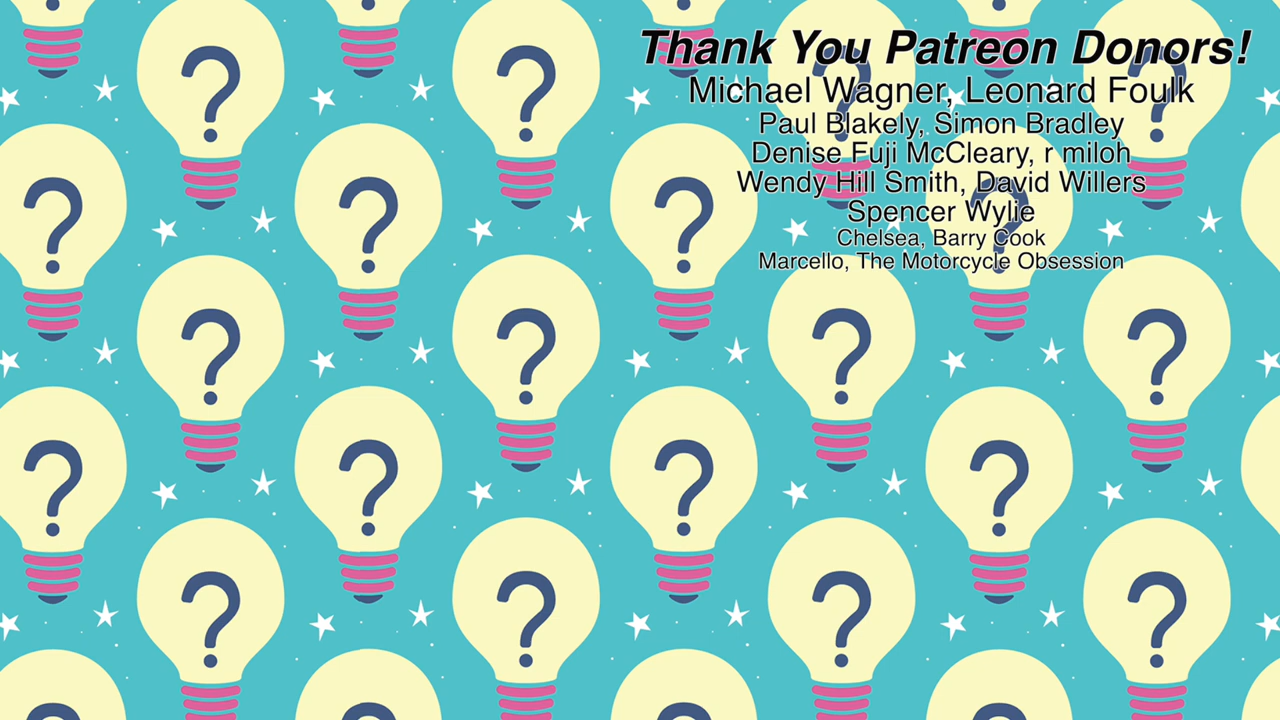 Thank You Patreon Donors!
Michael Wagner, Leonard Foulk
Paul Blakely, Simon Bradley
Denise Fuji McCleary, r miloh
Wendy Hill Smith, David Willers
Spencer Wylie
Chelsea, Barry Cook
Marcello, The Motorcycle Obsession